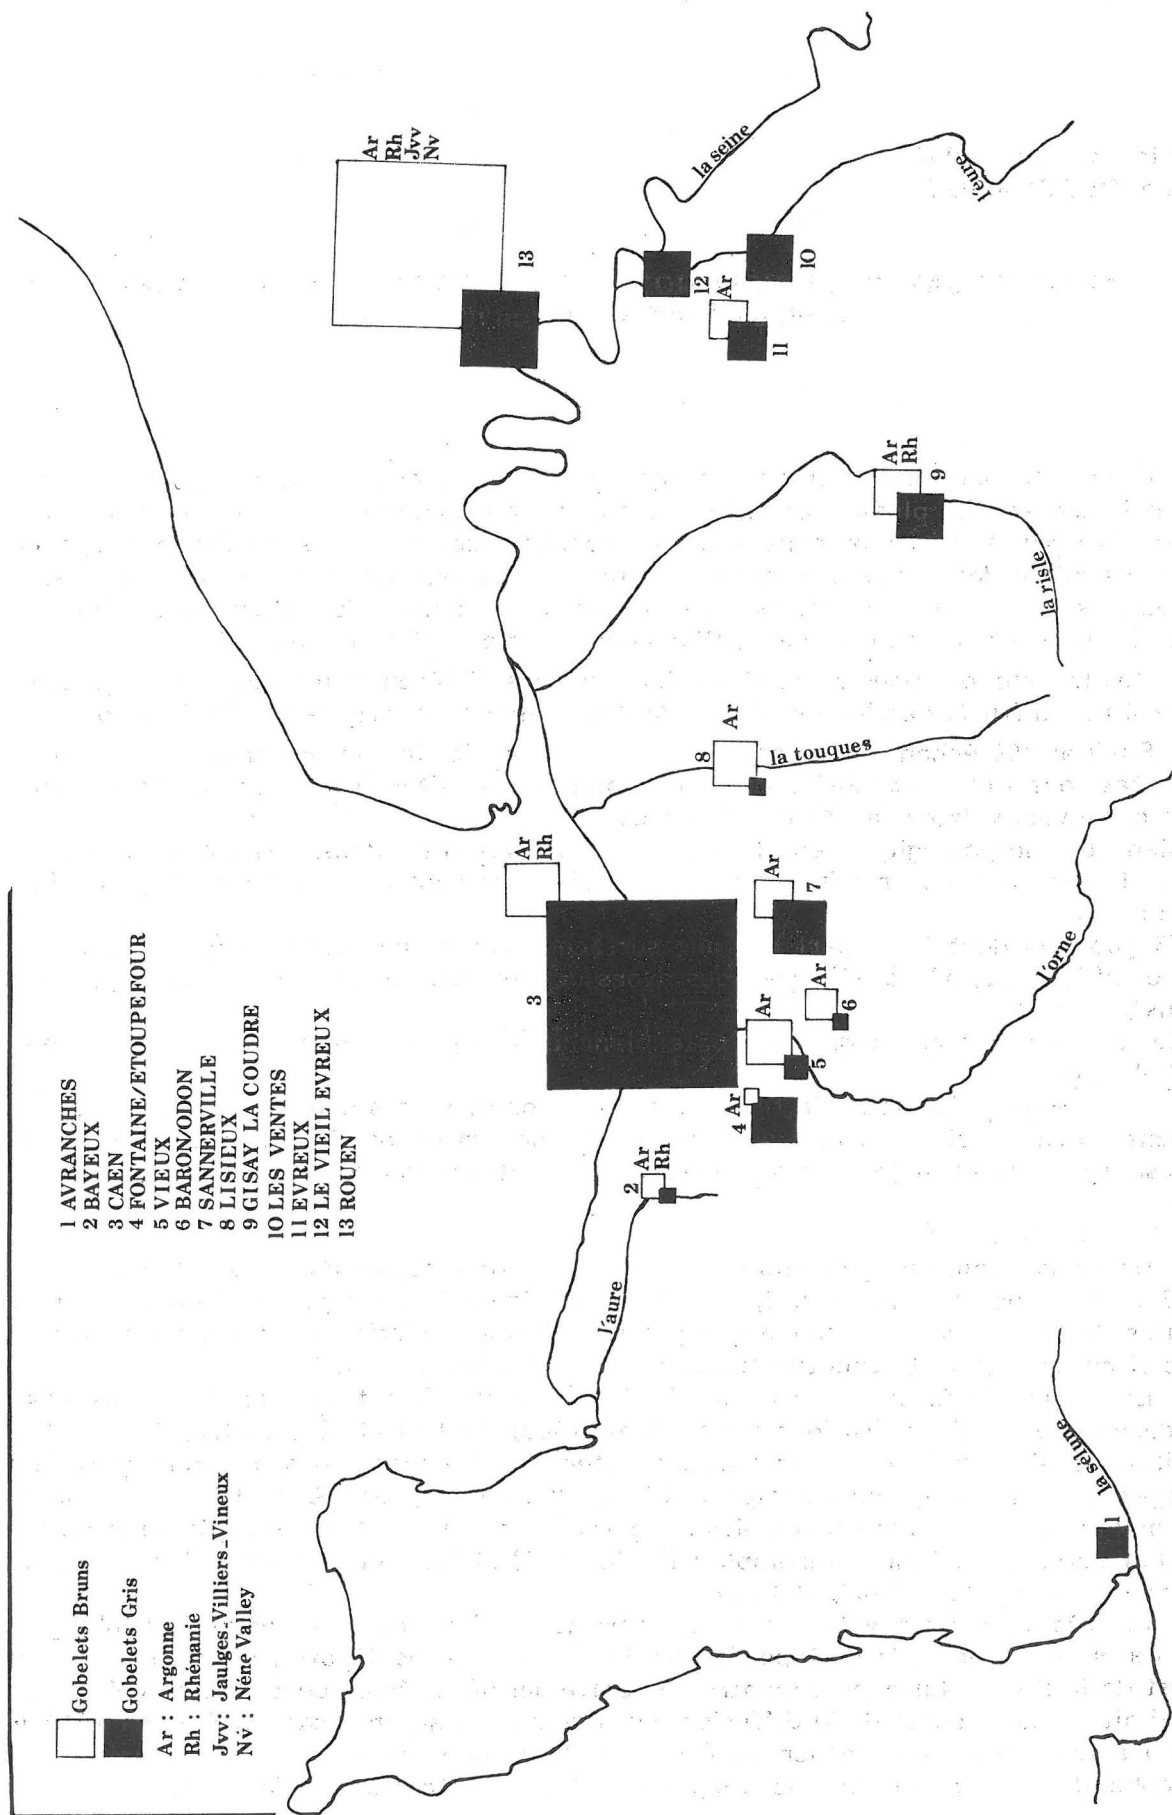 Gobelets Bruns
Gobelets Gris
Ar : Argonne
Rh : Rhénanie
Jvv: Jaulges_Villiers_Vineux
Nv : Néne Valley
1 AVRANCHES
2 BAYEUX
3 CAEN
4 FONTAINE/ETOUPEFOUR
5 VIEUX
6 BARON/ODON
7 SANNERVILLE
8 LISIEUX
9 GISAY LA COUDRE
10 LES VENTES
11 EVREUX
12 LE VIEIL EVREUX
13 ROUEN
la sélune
1
l'aure
2
Ar
Rh
3
Ar
Rh
4 Ar
5
Ar
6
Ar
7
Ar
l'orne
8
Ar
la touques
9
Ar
Rh
la risle
10
11
Ar
12
13
Ar
Rh
Jvv
Nv
la seine
l'eure